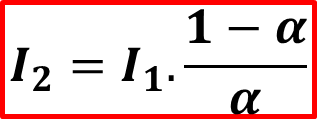 I₂ = I₁. (1 − α)/α